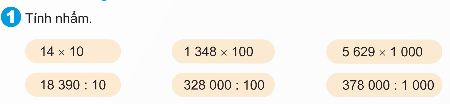 1 Tính nhẩm.
14 × 10 1 348 × 100 5 629 × 1 000
18 390 : 10 328 000 : 100 378 000 : 1 000